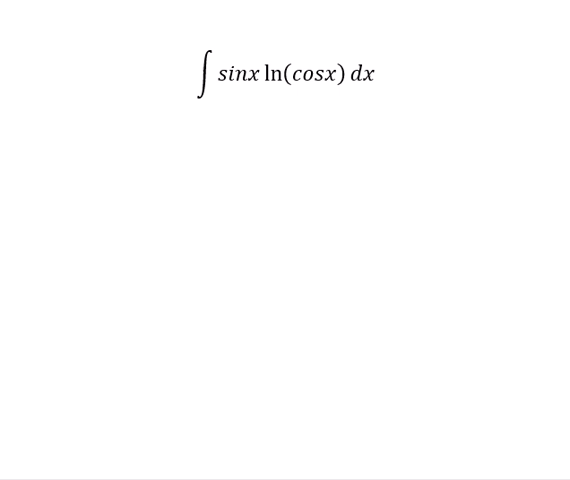 ∫ sinx ln(cosx) dx